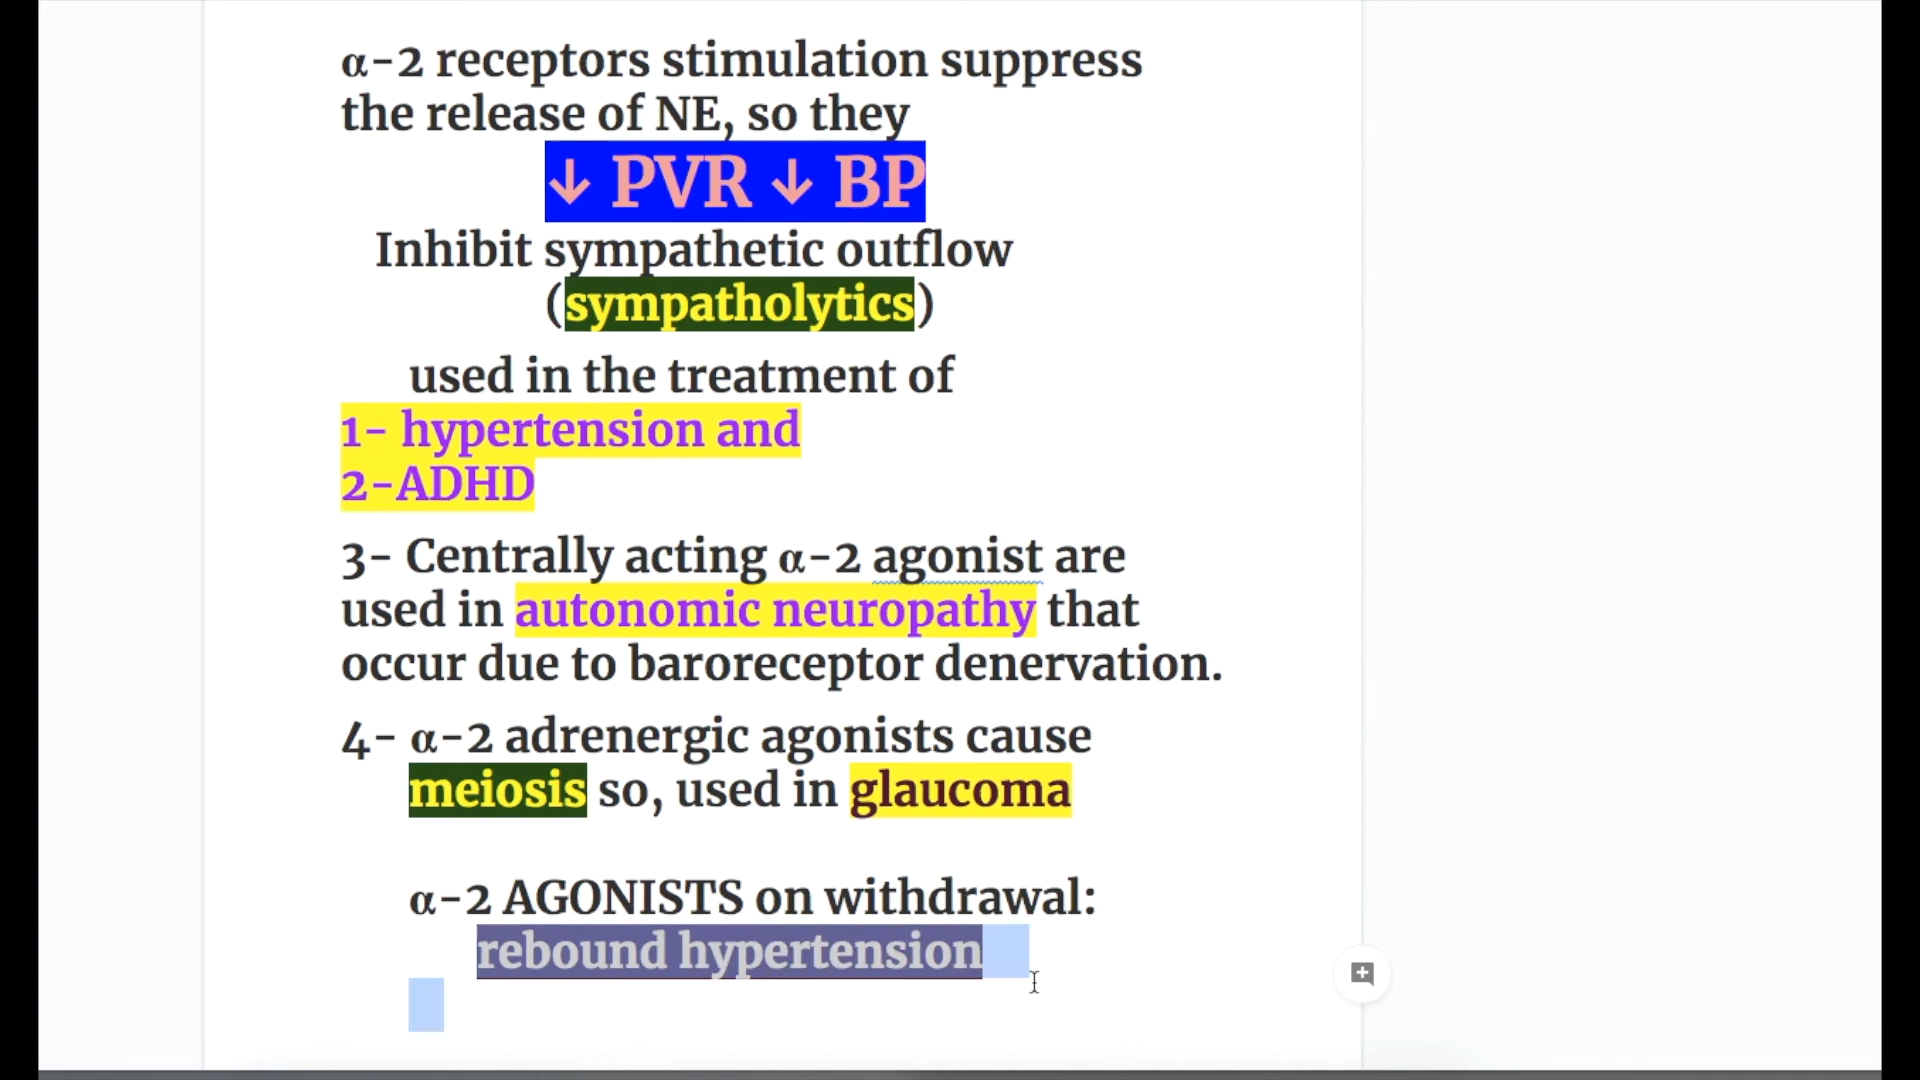 α-2 receptors stimulation suppress
the release of NE, so they
↓ PVR ↓ BP
Inhibit sympathetic outflow
(sympatholytics)
used in the treatment of
1- hypertension and
2-ADHD
3- Centrally acting α-2 agonist are
used in autonomic neuropathy that
occur due to baroreceptor denervation.
4- α-2 adrenergic agonists cause
meiosis so, used in glaucoma
α-2 AGONISTS on withdrawal:
rebound hypertension